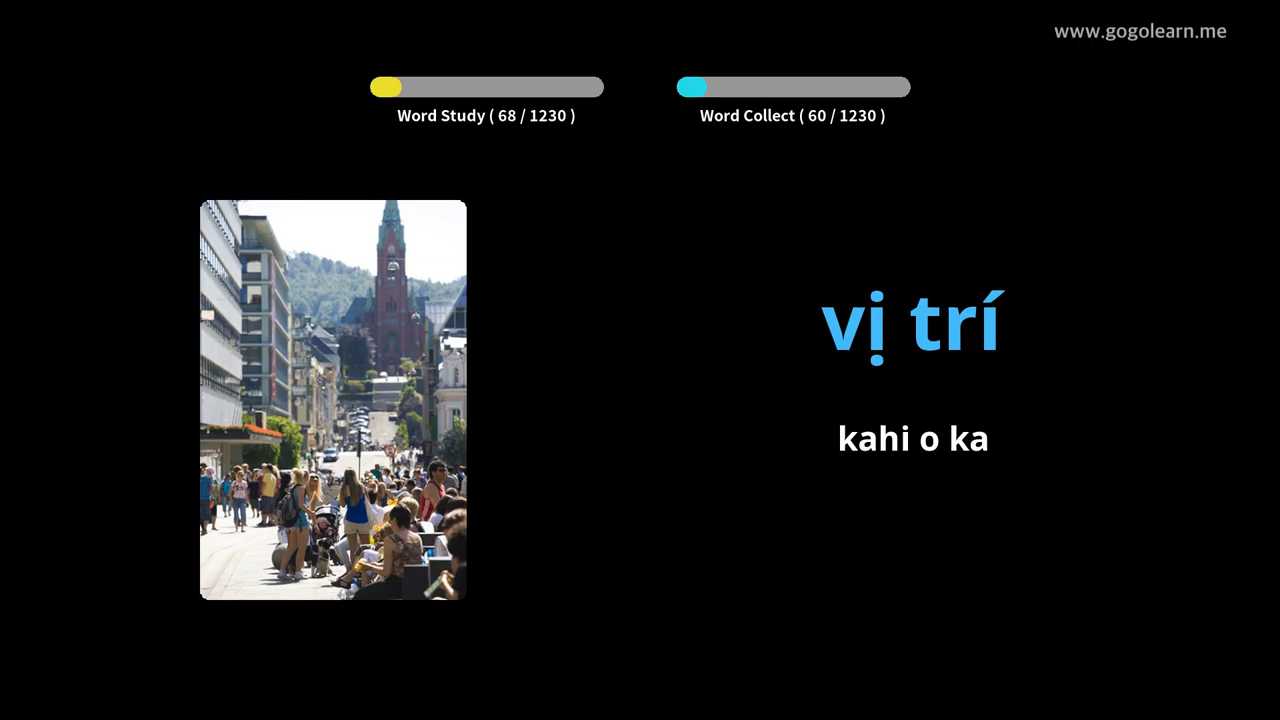 www.gogolearn.me
Word Study ( 68 / 1230 )
Word Collect ( 60 / 1230 )
vị trí
kahi o ka